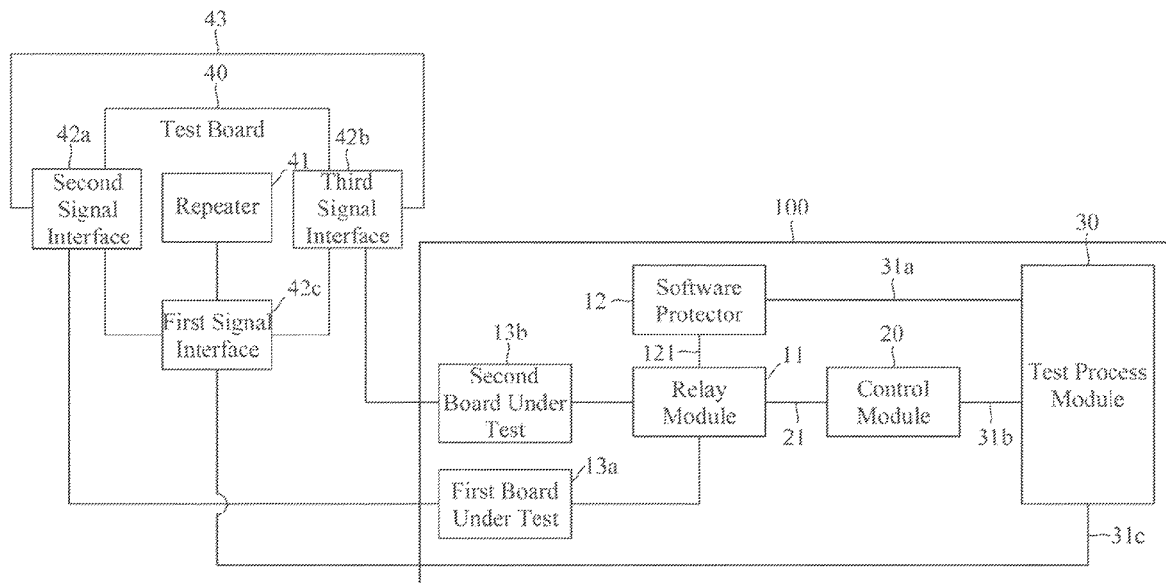 43
40
Test Board
42a
42b
41
Second
Signal
Interface
Repeater
Third
Signal
Interface
100
30
42c
First Signal
Interface
12
Software
Protector
31a
13b
121
11
20
Second
Board Under
Test
Relay
Module
21
Control
Module
31b
Test Process
Module
13a
First Board
Under Test
31c